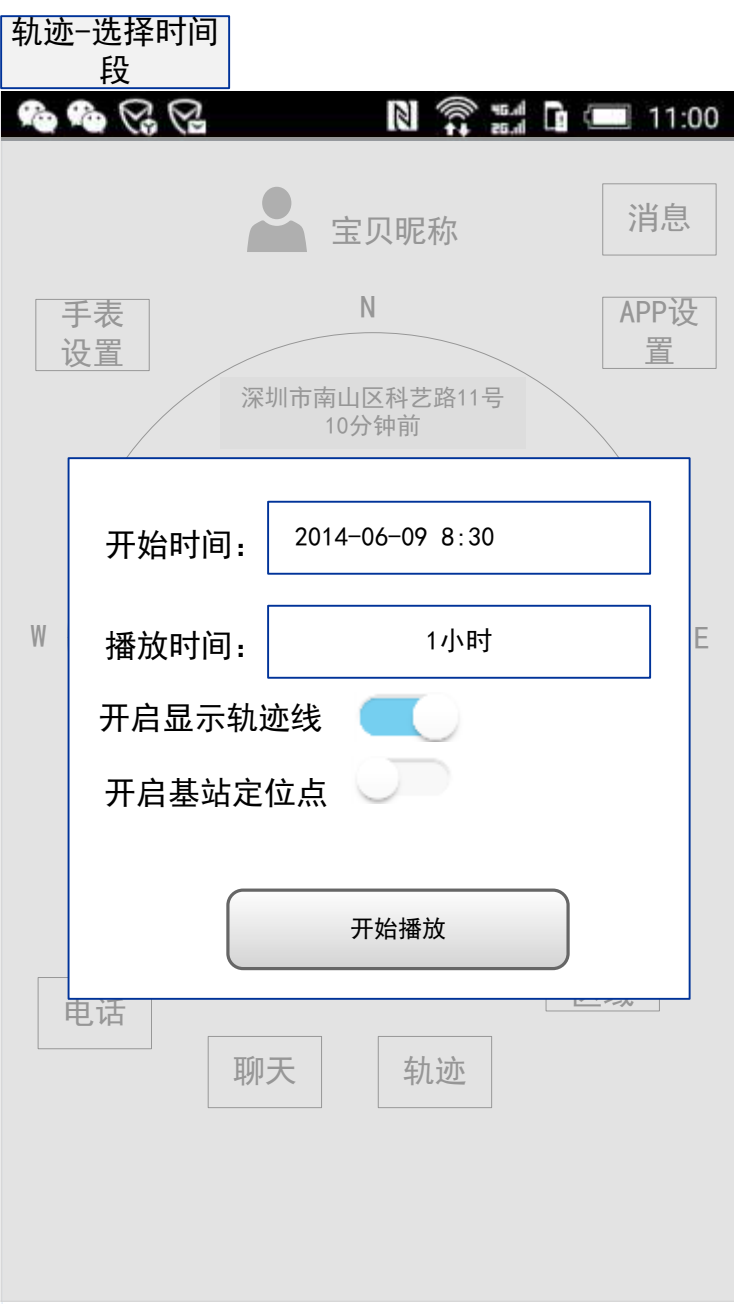 轨迹-选择时间
段
4G
2G
11:00
宝贝昵称
消息
手表
设置
N
APP设
置
深圳市南山区科艺路11号
10分钟前
开始时间：
2014-06-09 8:30
W
播放时间：
1小时
E
开启显示轨迹线
开启基站定位点
开始播放
电话
聊天
轨迹